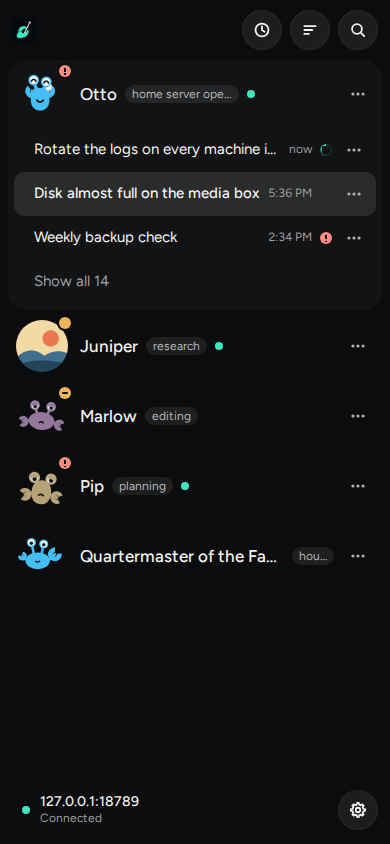 Otto home server ope...
Rotate the logs on every machine i... now
Disk almost full on the media box 5:36 PM
Weekly backup check 2:34 PM
Show all 14
Juniper research
Marlow editing
Pip planning
Quartermaster of the Fa... hou...
127.0.0.1:18789
Connected